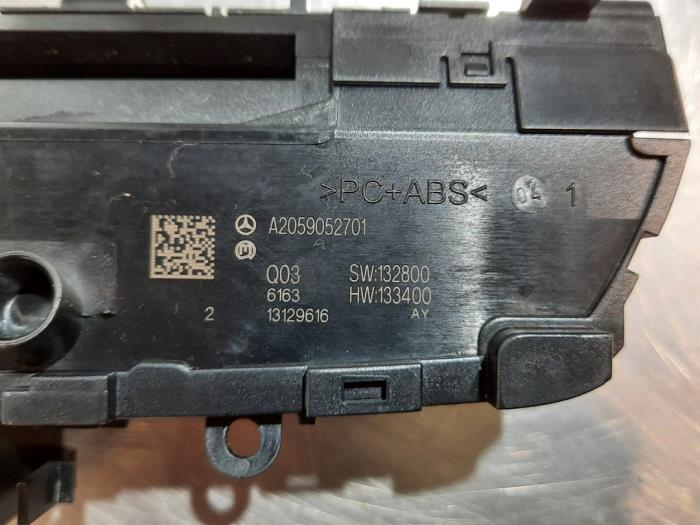 >PC+ABS< 04 1
A2059052701
A
Q03 SW:132800
6163 HW:133400
2 13129616 AY